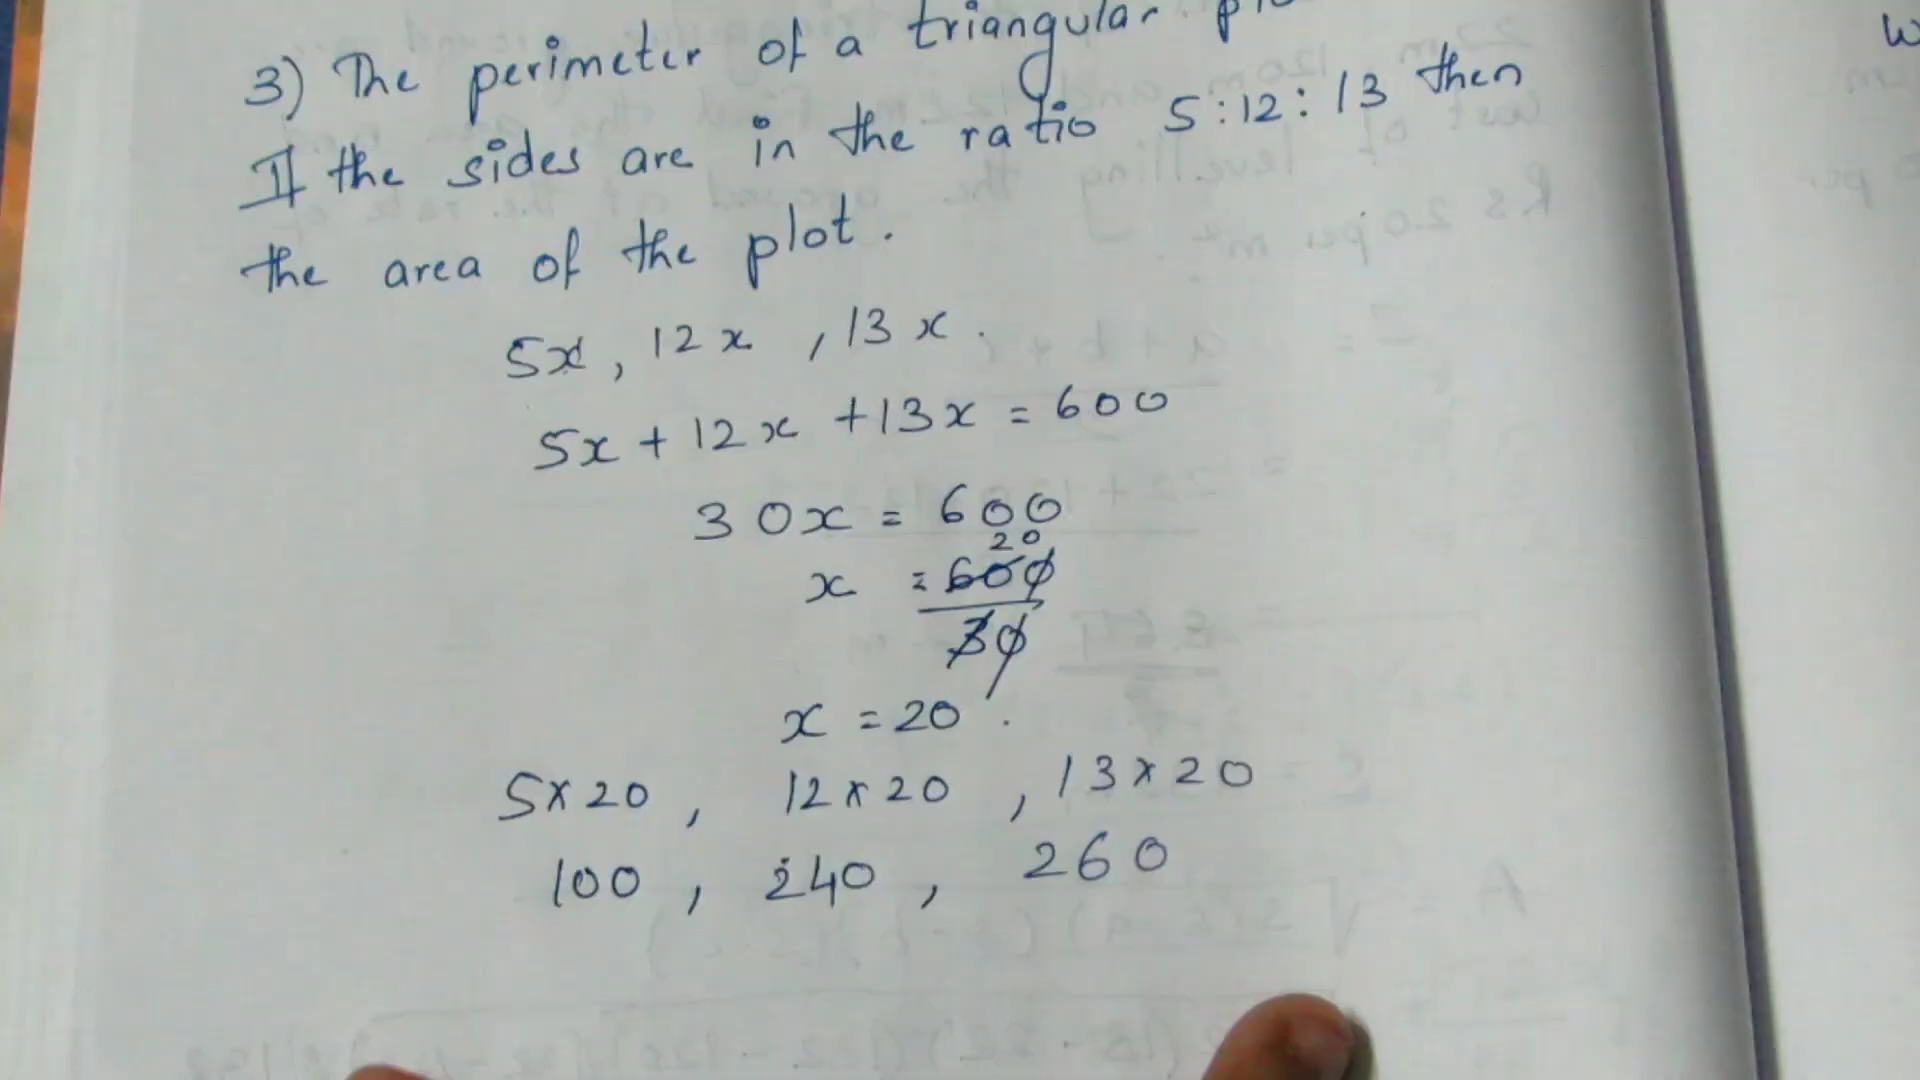 3) The perimeter of a triangular
If the sides are in the ratio 5:12:13 then
the area of the plot.
5x, 12x, 13x.
5x + 12x + 13x = 600
30x = 600
20
x = 600
30
x = 20.
5x20, 12x20, 13x20
100, 240, 260